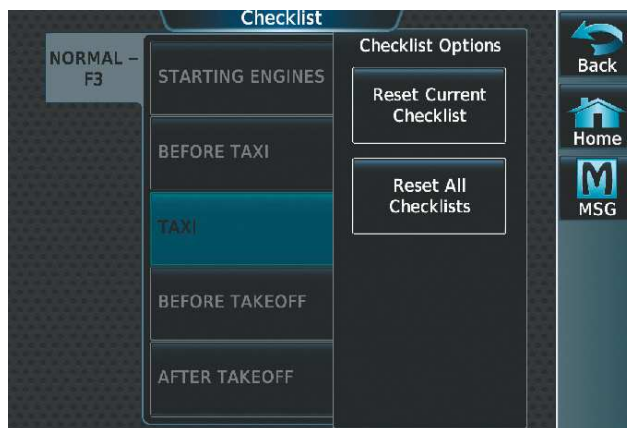 Checklist
NORMAL –
F3
STARTING ENGINES
BEFORE TAXI
TAXI
BEFORE TAKEOFF
AFTER TAKEOFF
Checklist Options
Reset Current
Checklist
Reset All
Checklists
Back
Home
MSG